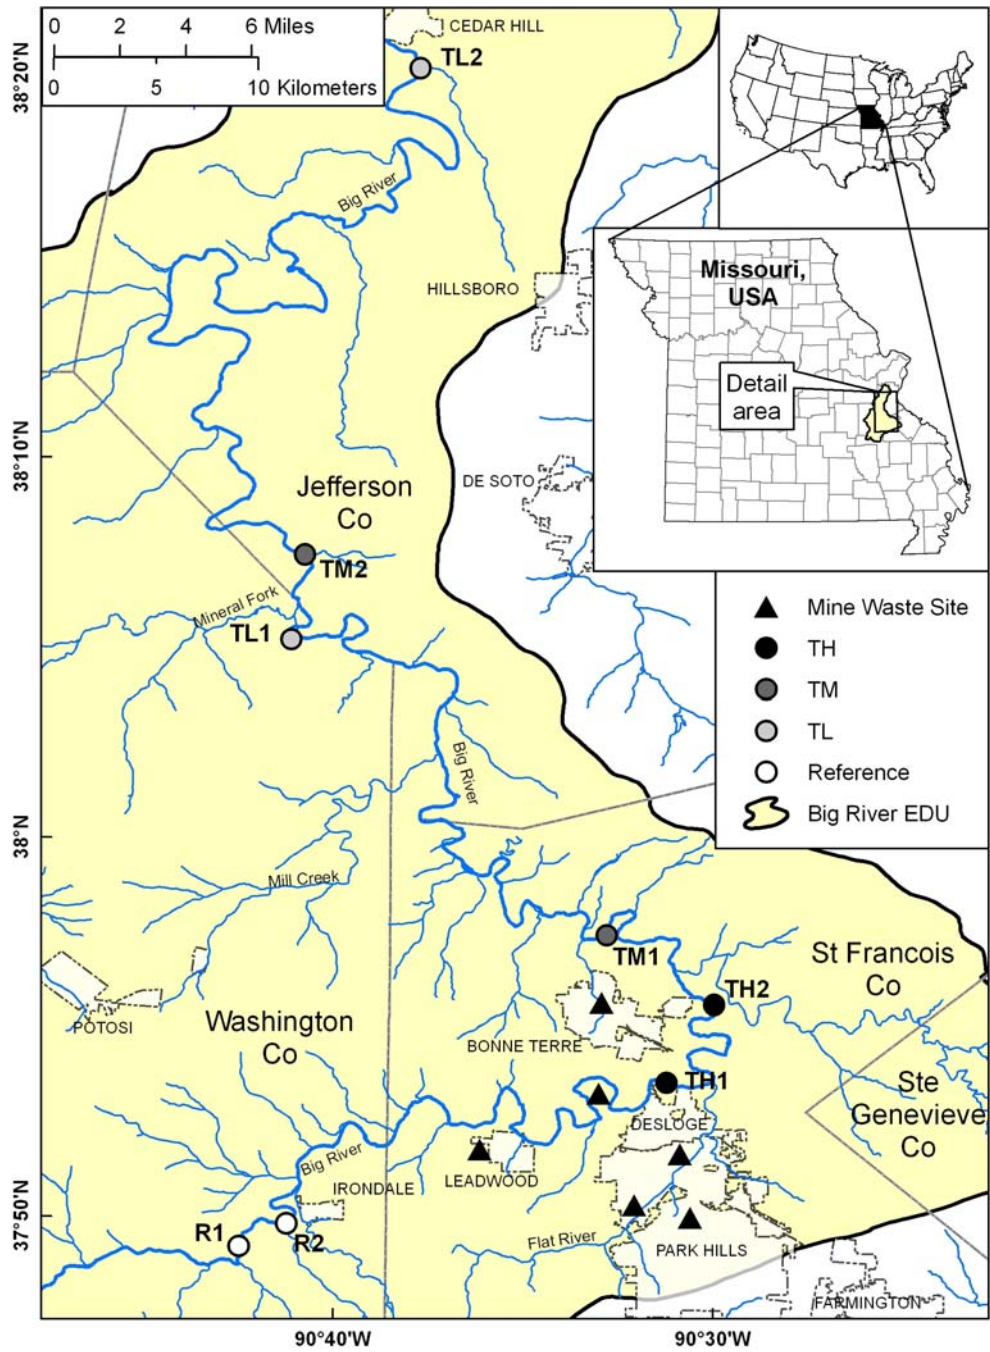 0 2 4 6 Miles
0 5 10 Kilometers
CEDAR HILL
TL2
38°20'N
Big River
Missouri,
USA
HILLSBORO
Detail
area
38°10'N
DE SOTO
Jefferson
Co
TM2
Mineral Fork
TL1
Mine Waste Site
TH
TM
TL
Reference
Big River EDU
Big River
38°N
Mill Creek
TM1
St Francois
Co
TH2
POTOSI
Washington
Co
BONNE TERRE
TH1
Ste
Genevieve
Co
DESLOGE
Big River
IRONDALE
LEADWOOD
37°50'N
R1
R2
Flat River
PARK HILLS
FARMINGTON
90°40'W
90°30'W